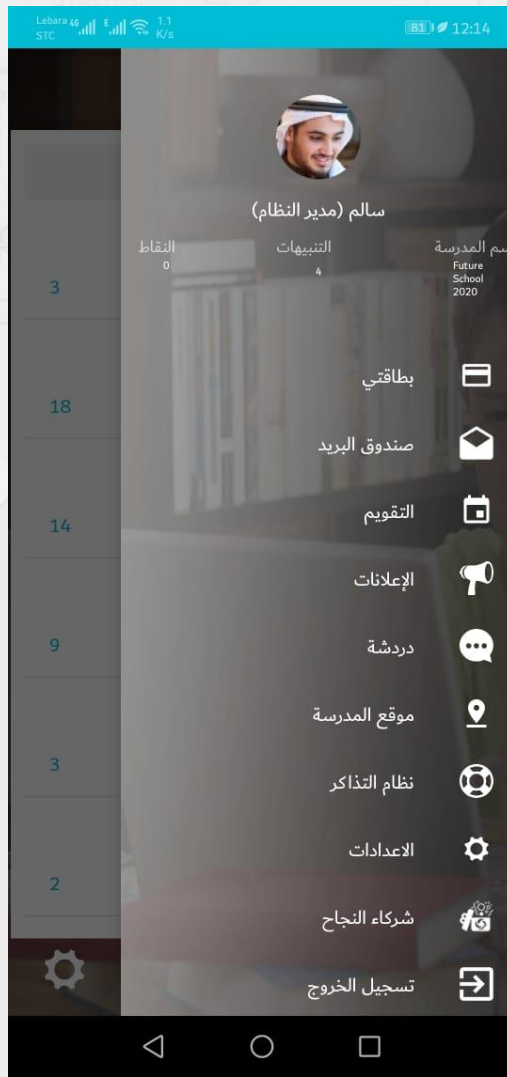 Lebara 4G E 1.1
STC K/s
81 12:14
سالم (مدير النظام)
سم المدرسة التنبيهات النقاط
Future
School
2020
4
0
بطاقتي
صندوق البريد
التقويم
الإعلانات
دردشة
موقع المدرسة
نظام التذاكر
الاعدادات
شركاء النجاح
تسجيل الخروج
3
18
14
9
3
2